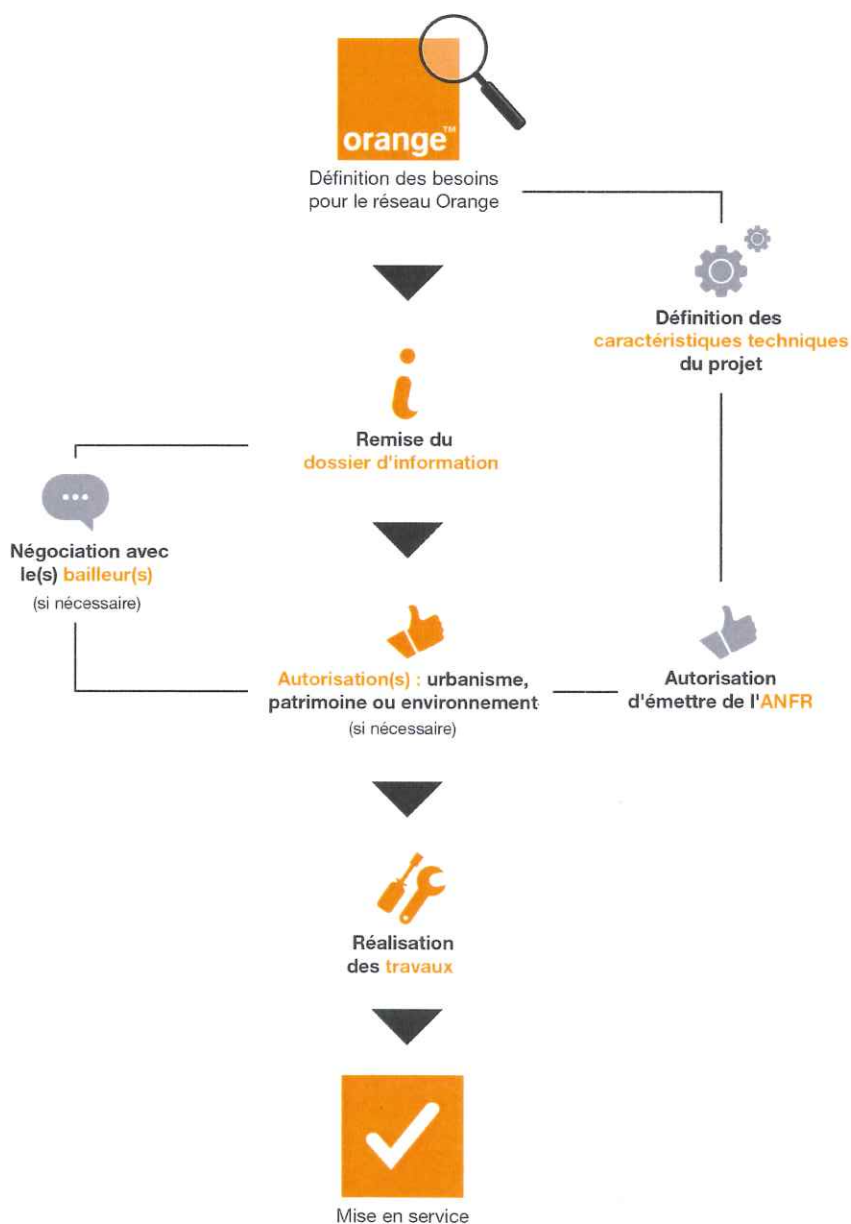 orange™
Définition des besoins
pour le réseau Orange
Définition des
caractéristiques techniques
du projet
Remise du
dossier d'information
Négociation avec
le(s) bailleur(s)
(si nécessaire)
Autorisation(s) : urbanisme,
patrimoine ou environnement
(si nécessaire)
Autorisation
d'émettre de l'ANFR
Réalisation
des travaux
Mise en service